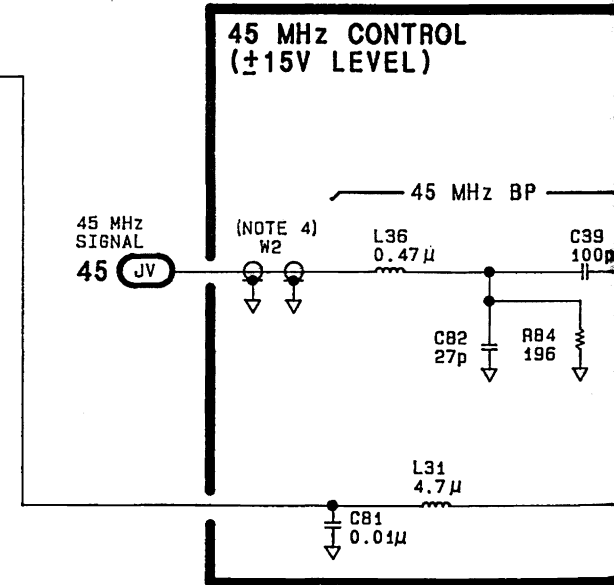 45 MHz CONTROL
(±15V LEVEL)
45 MHz BP
45 MHz
SIGNAL
45 JV
(NOTE 4)
W2
L36
0.47μ
C39
100p
C82
27p
R84
196
L31
4.7μ
C81
0.01μ